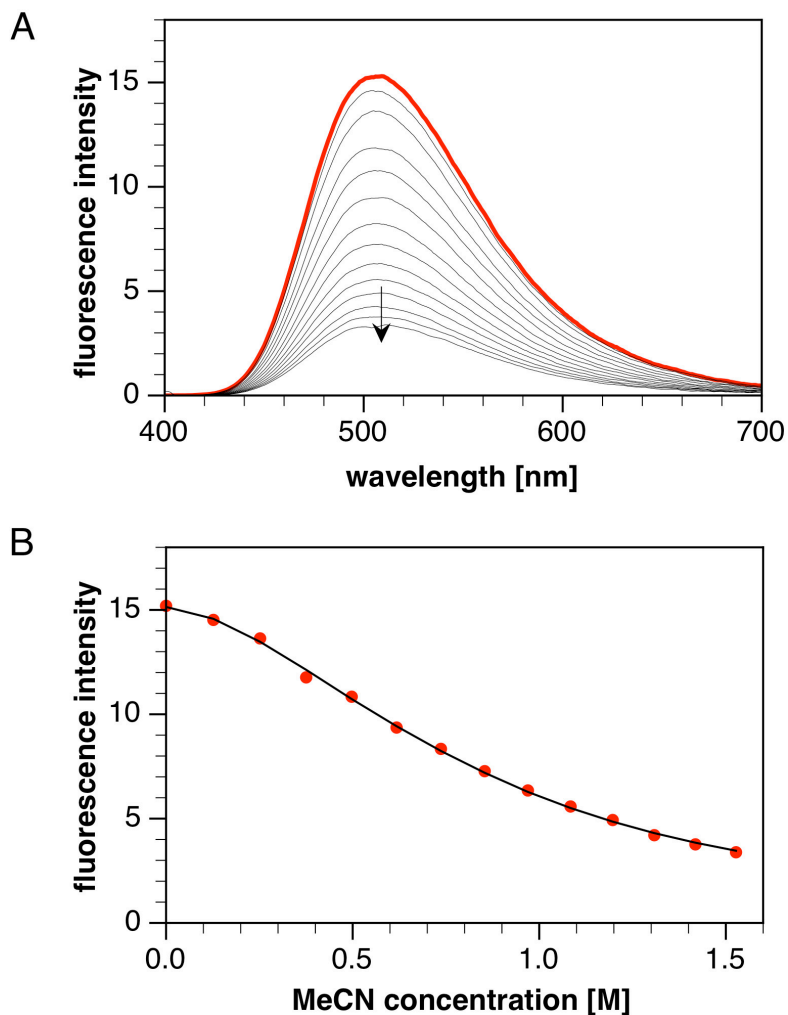 A
fluorescence intensity
15
10
5
0
400
500
600
700
wavelength [nm]
B
fluorescence intensity
15
10
5
0
0.0
0.5
1.0
1.5
MeCN concentration [M]